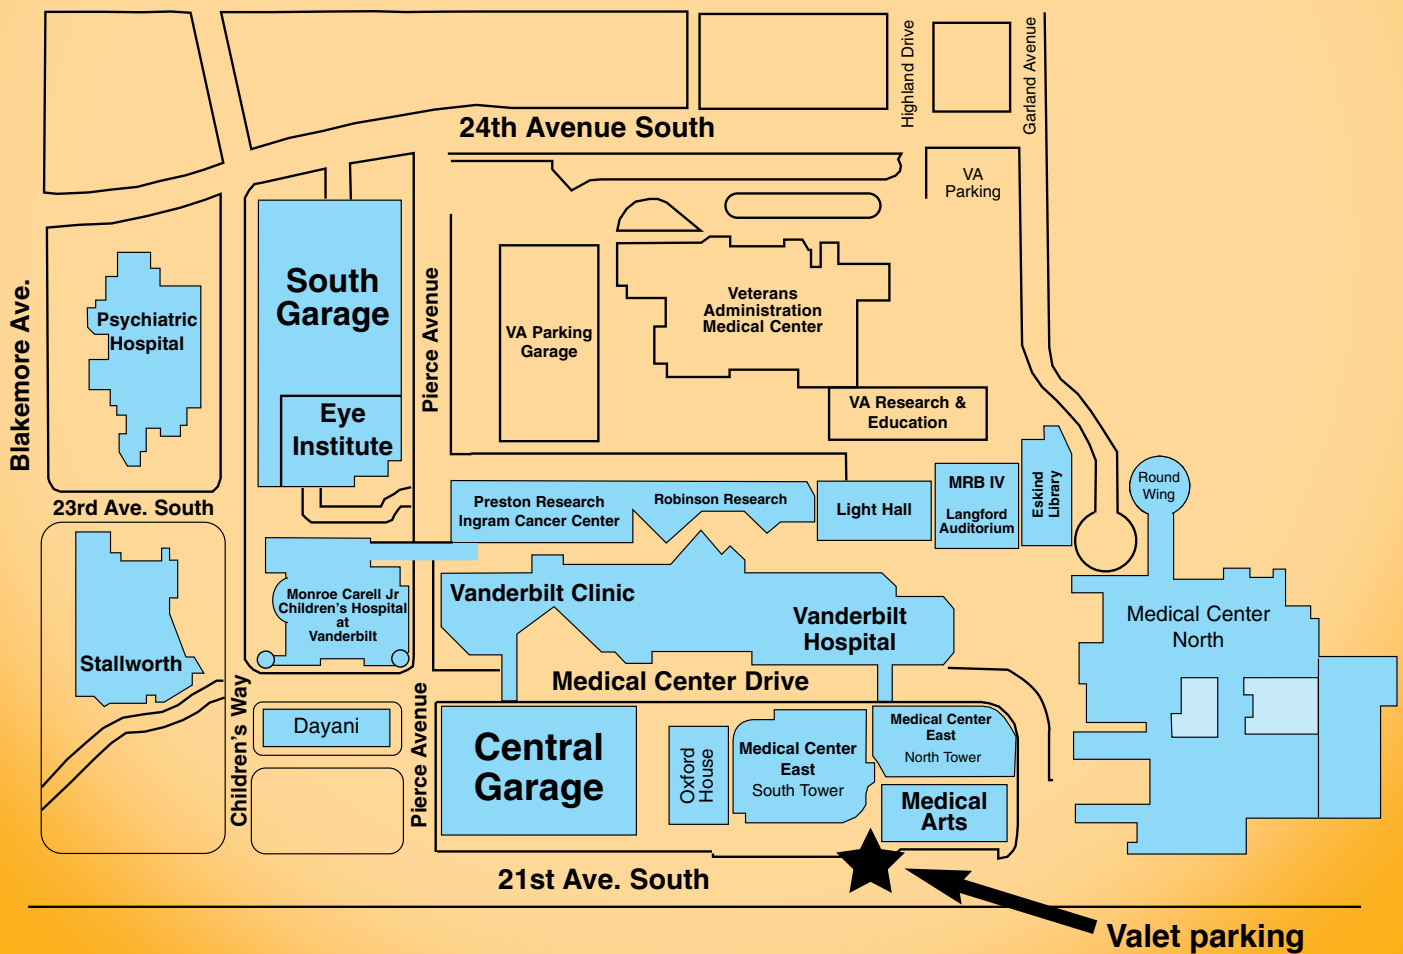 Highland Drive
Garland Avenue
24th Avenue South
VA
Parking
South
Garage
Pierce Avenue
Blakemore Ave.
Psychiatric
Hospital
Veterans
Administration
Medical Center
VA Parking
Garage
Eye
Institute
VA Research &
Education
23rd Ave. South
Preston Research
Ingram Cancer Center
Robinson Research
Light Hall
MRB IV
Langford
Auditorium
Eskind
Library
Round
Wing
Monroe Carell Jr
Children's Hospital
at
Vanderbilt
Vanderbilt Clinic
Vanderbilt
Hospital
Medical Center
North
Stallworth
Medical Center Drive
Children's Way
Dayani
Pierce Avenue
Central
Garage
Oxford
House
Medical Center
East
South Tower
Medical Center
East
North Tower
Medical
Arts
21st Ave. South
Valet parking